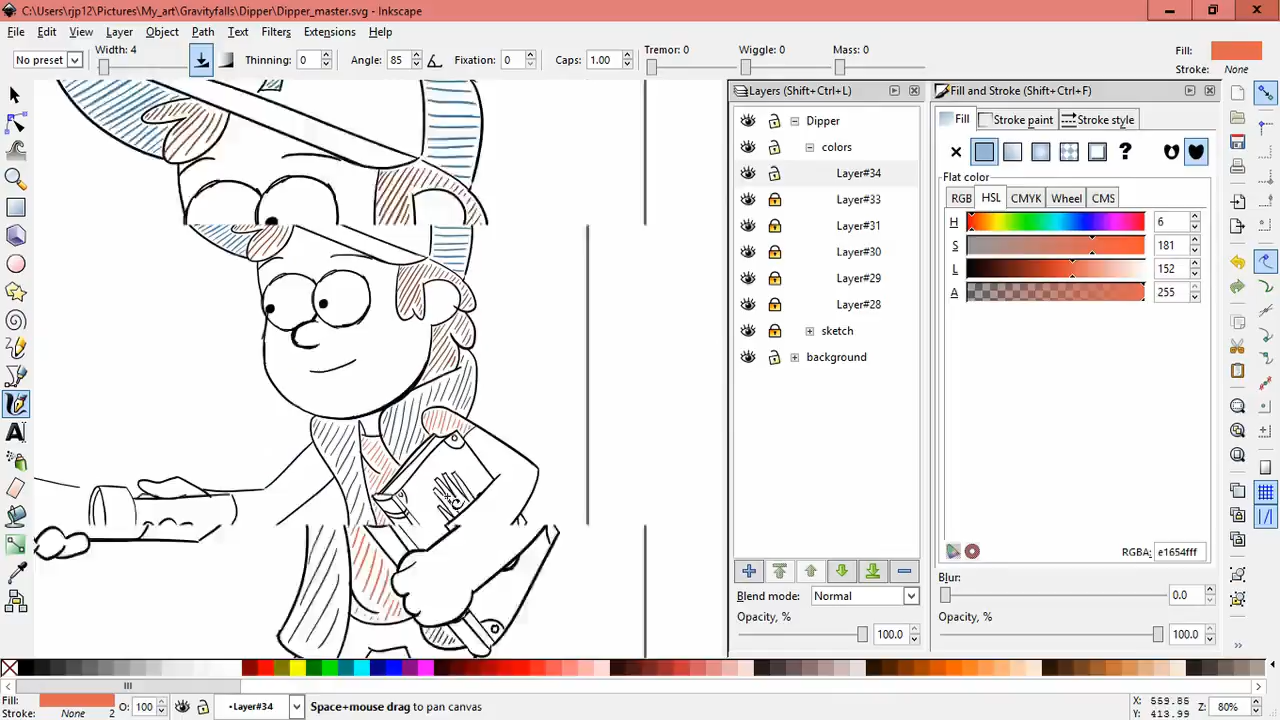 C:\Users\rjp12\Pictures\My_art\Gravityfalls\Dipper\Dipper_master.svg - Inkscape
File Edit View Layer Object Path Text Filters Extensions Help
No preset Width: 4 Thinning: 0 Angle: 85 Fixation: 0 Caps: 1.00 Tremor: 0 Wiggle: 0 Mass: 0 Fill: Stroke: None
Layers (Shift+Ctrl+L)
Dipper
colors
Layer#34
Layer#33
Layer#31
Layer#30
Layer#29
Layer#28
sketch
background
Blend mode: Normal
Opacity, % 100.0
Fill and Stroke (Shift+Ctrl+F)
Fill Stroke paint Stroke style
?
Flat color
RGB HSL CMYK Wheel CMS
H 6
S 181
L 152
A 255
RGBA: e1654fff
Blur:
0.0
Opacity, %
100.0
Fill:
Stroke: None 2 O: 100 •Layer#34 Space+mouse drag to pan canvas X: 559.85 Y: 413.99 Z: 80%